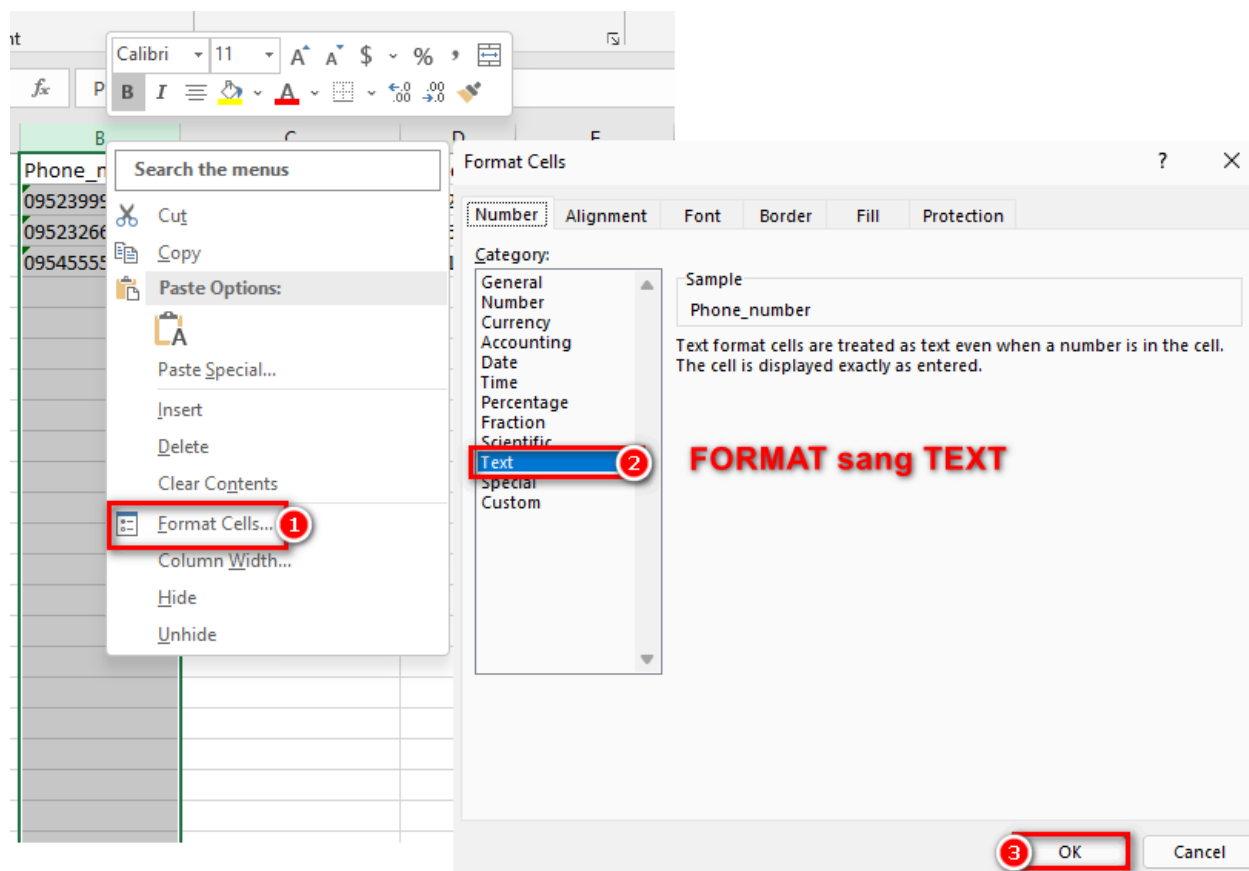 nt
Calibri 11 A A $ % ,
B I A .0 .00 .00 .0
fx P
B C D E
Phone_n
09523999
09523266
09545555
Search the menus
Cut
Copy
Paste Options:
A
Paste Special...
Insert
Delete
Clear Contents
Format Cells... 1
Column Width...
Hide
Unhide
Format Cells ? X
Number Alignment Font Border Fill Protection
Category:
General
Number
Currency
Accounting
Date
Time
Percentage
Fraction
Scientific
Text 2
Special
Custom
Sample
Phone_number
Text format cells are treated as text even when a number is in the cell.
The cell is displayed exactly as entered.
FORMAT sang TEXT
3 OK Cancel